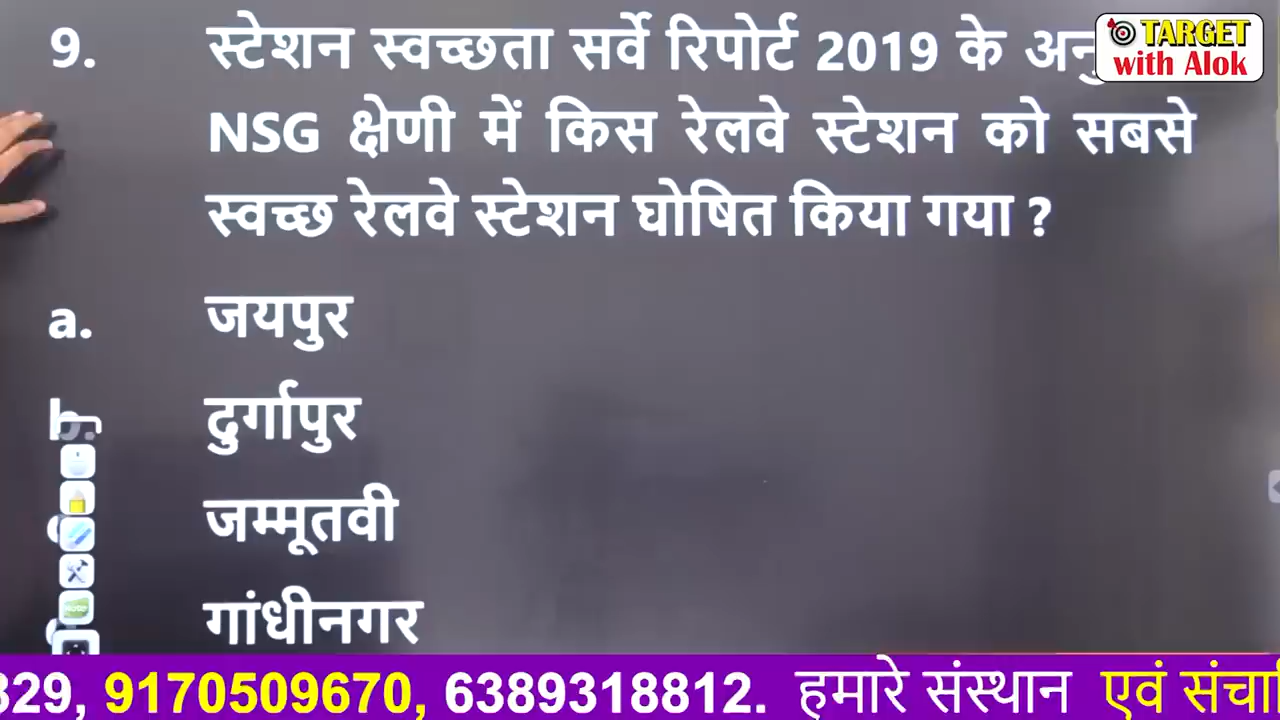 TARGET
with Alok
9. स्टेशन स्वच्छता सर्वे रिपोर्ट 2019 के
NSG क्षेणी में किस रेलवे स्टेशन को सबसे
स्वच्छ रेलवे स्टेशन घोषित किया गया ?
a. जयपुर
b. दुर्गापुर
जम्मूतवी
गांधीनगर
329, 9170509670, 6389318812. हमारे संस्थान एवं